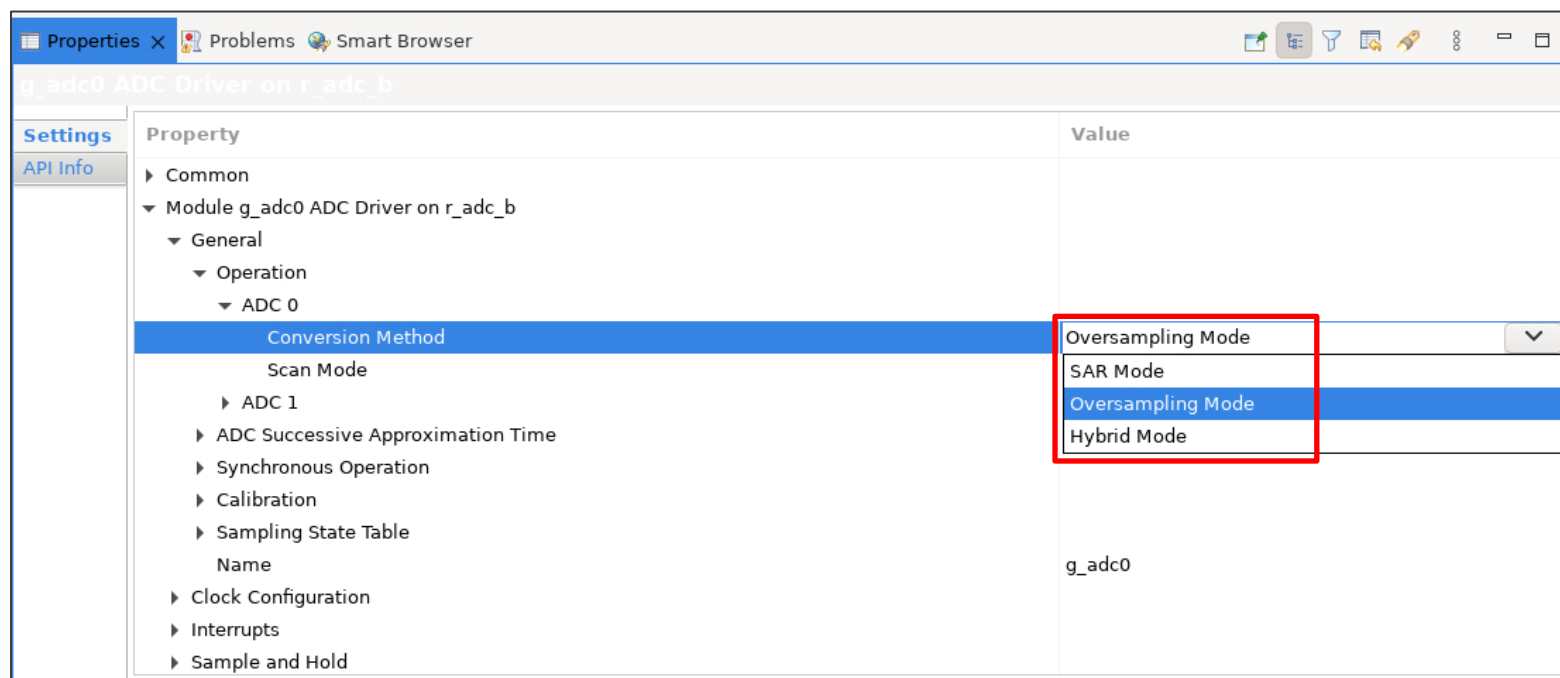 Properties Problems Smart Browser
g_adc0 ADC Driver on r_adc_b
Settings Property Value
API Info
Common
Module g_adc0 ADC Driver on r_adc_b
General
Operation
ADC 0
Conversion Method Oversampling Mode
Scan Mode SAR Mode
ADC 1 Oversampling Mode
ADC Successive Approximation Time Hybrid Mode
Synchronous Operation
Calibration
Sampling State Table
Name g_adc0
Clock Configuration
Interrupts
Sample and Hold